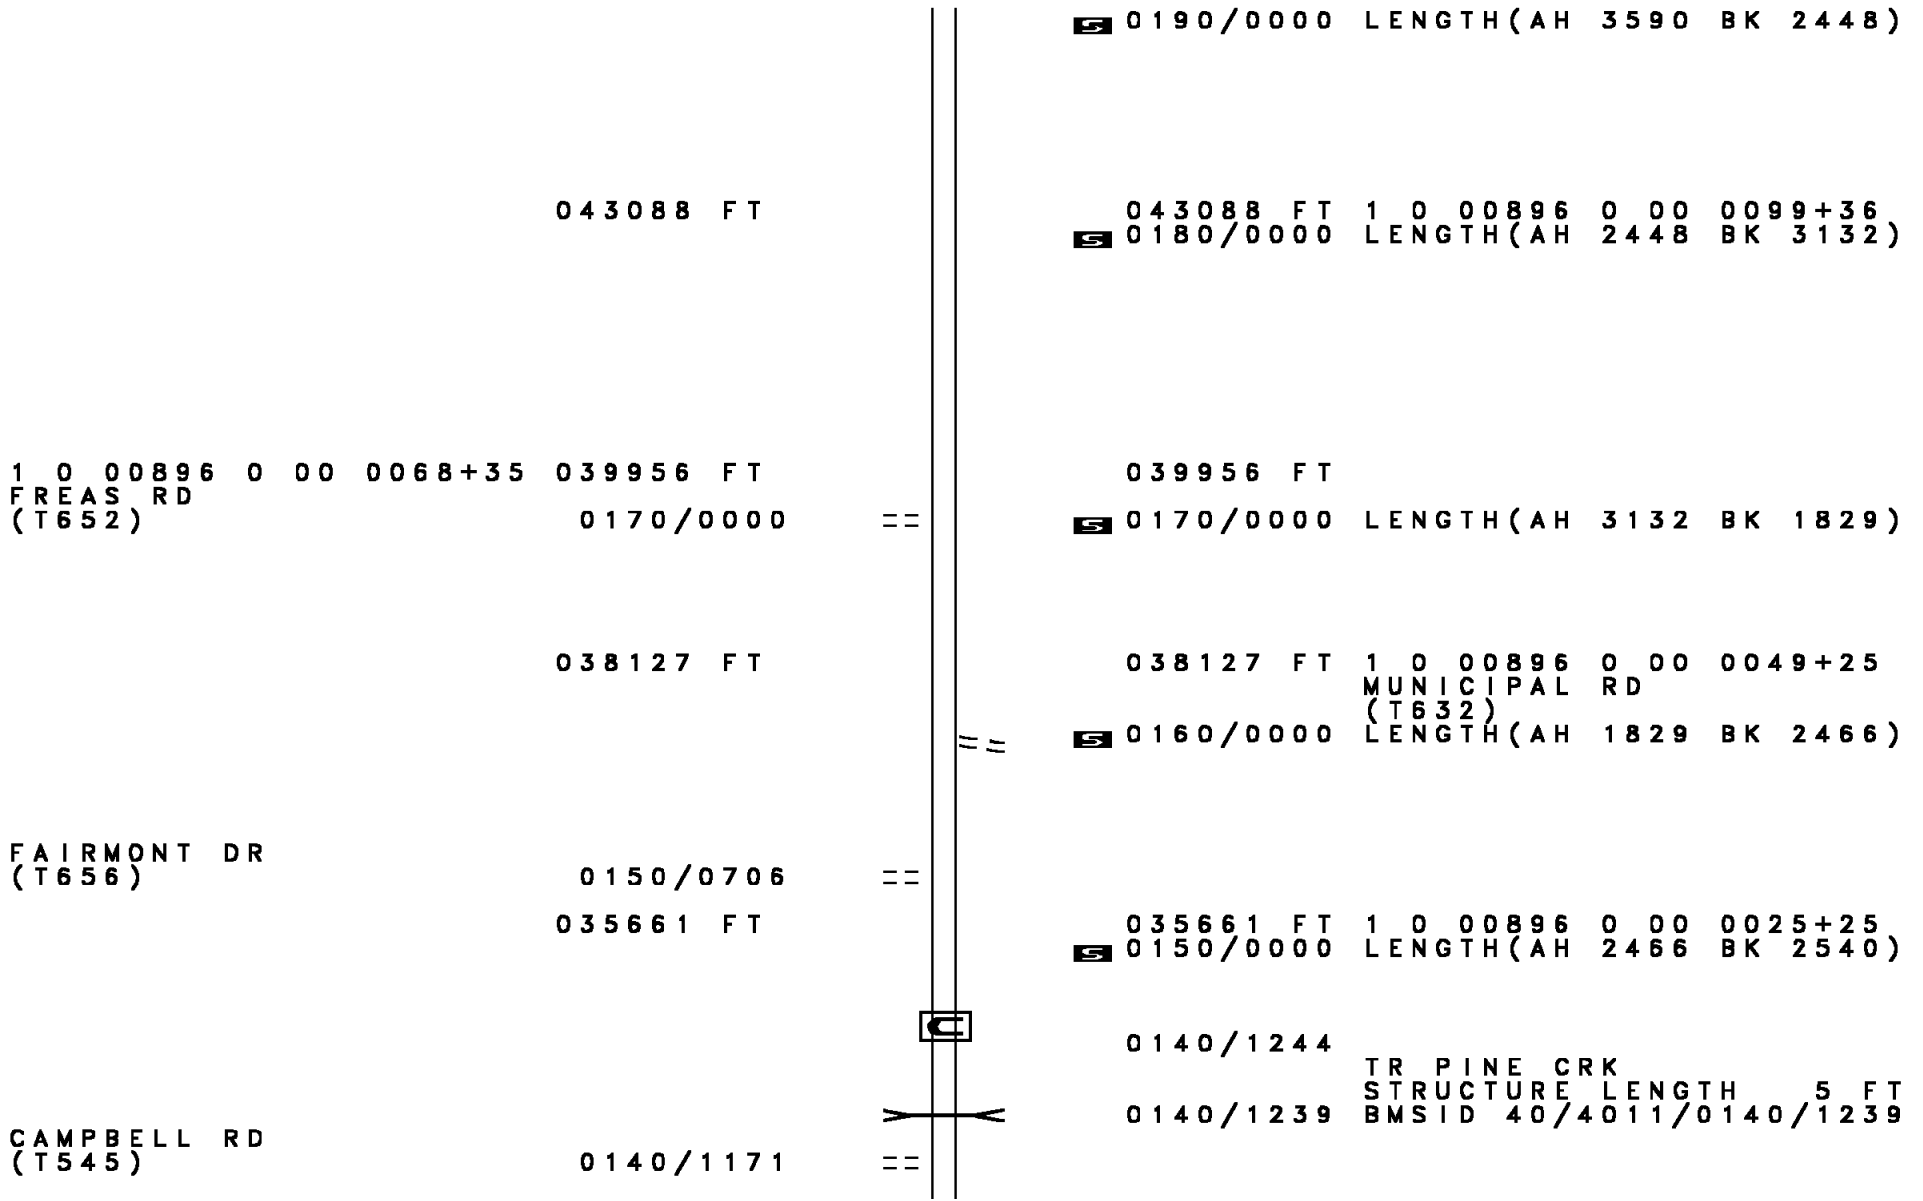 S 0190/0000 LENGTH(AH 3590 BK 2448)
043088 FT 043088 FT 1 0 00896 0 00 0099+36
S 0180/0000 LENGTH(AH 2448 BK 3132)
1 0 00896 0 00 0068+35 039956 FT 039956 FT
FREAS RD
(T652) 0170/0000 == S 0170/0000 LENGTH(AH 3132 BK 1829)
038127 FT 038127 FT 1 0 00896 0 00 0049+25
MUNICIPAL RD
(T632)
S 0160/0000 LENGTH(AH 1829 BK 2466)
FAIRMONT DR
(T656) 0150/0706 ==
035661 FT 035661 FT 1 0 00896 0 00 0025+25
S 0150/0000 LENGTH(AH 2466 BK 2540)
C
0140/1244
TR PINE CRK
STRUCTURE LENGTH 5 FT
0140/1239 BMSID 40/4011/0140/1239
CAMPBELL RD
(T545) 0140/1171 ==